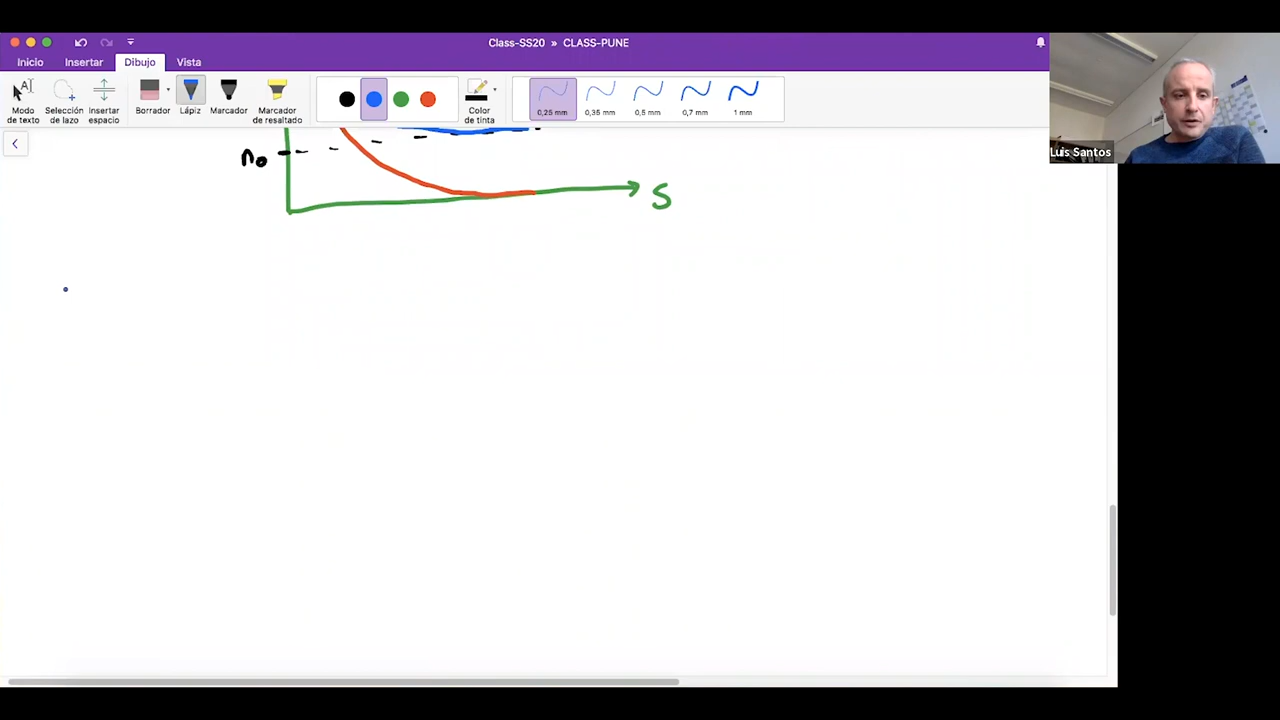 Class-SS20 » CLASS-PUNE
Inicio Insertar Dibujo Vista
Modo de texto
Selección de lazo
Insertar espacio
Borrador
Lápiz
Marcador
Marcador de resaltado
Color de tinta
0,25 mm 0,35 mm 0,5 mm 0,7 mm 1 mm
Luis Santos
n₀
S